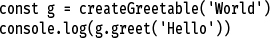 const g = createGreetable('World')
console.log(g.greet('Hello'))